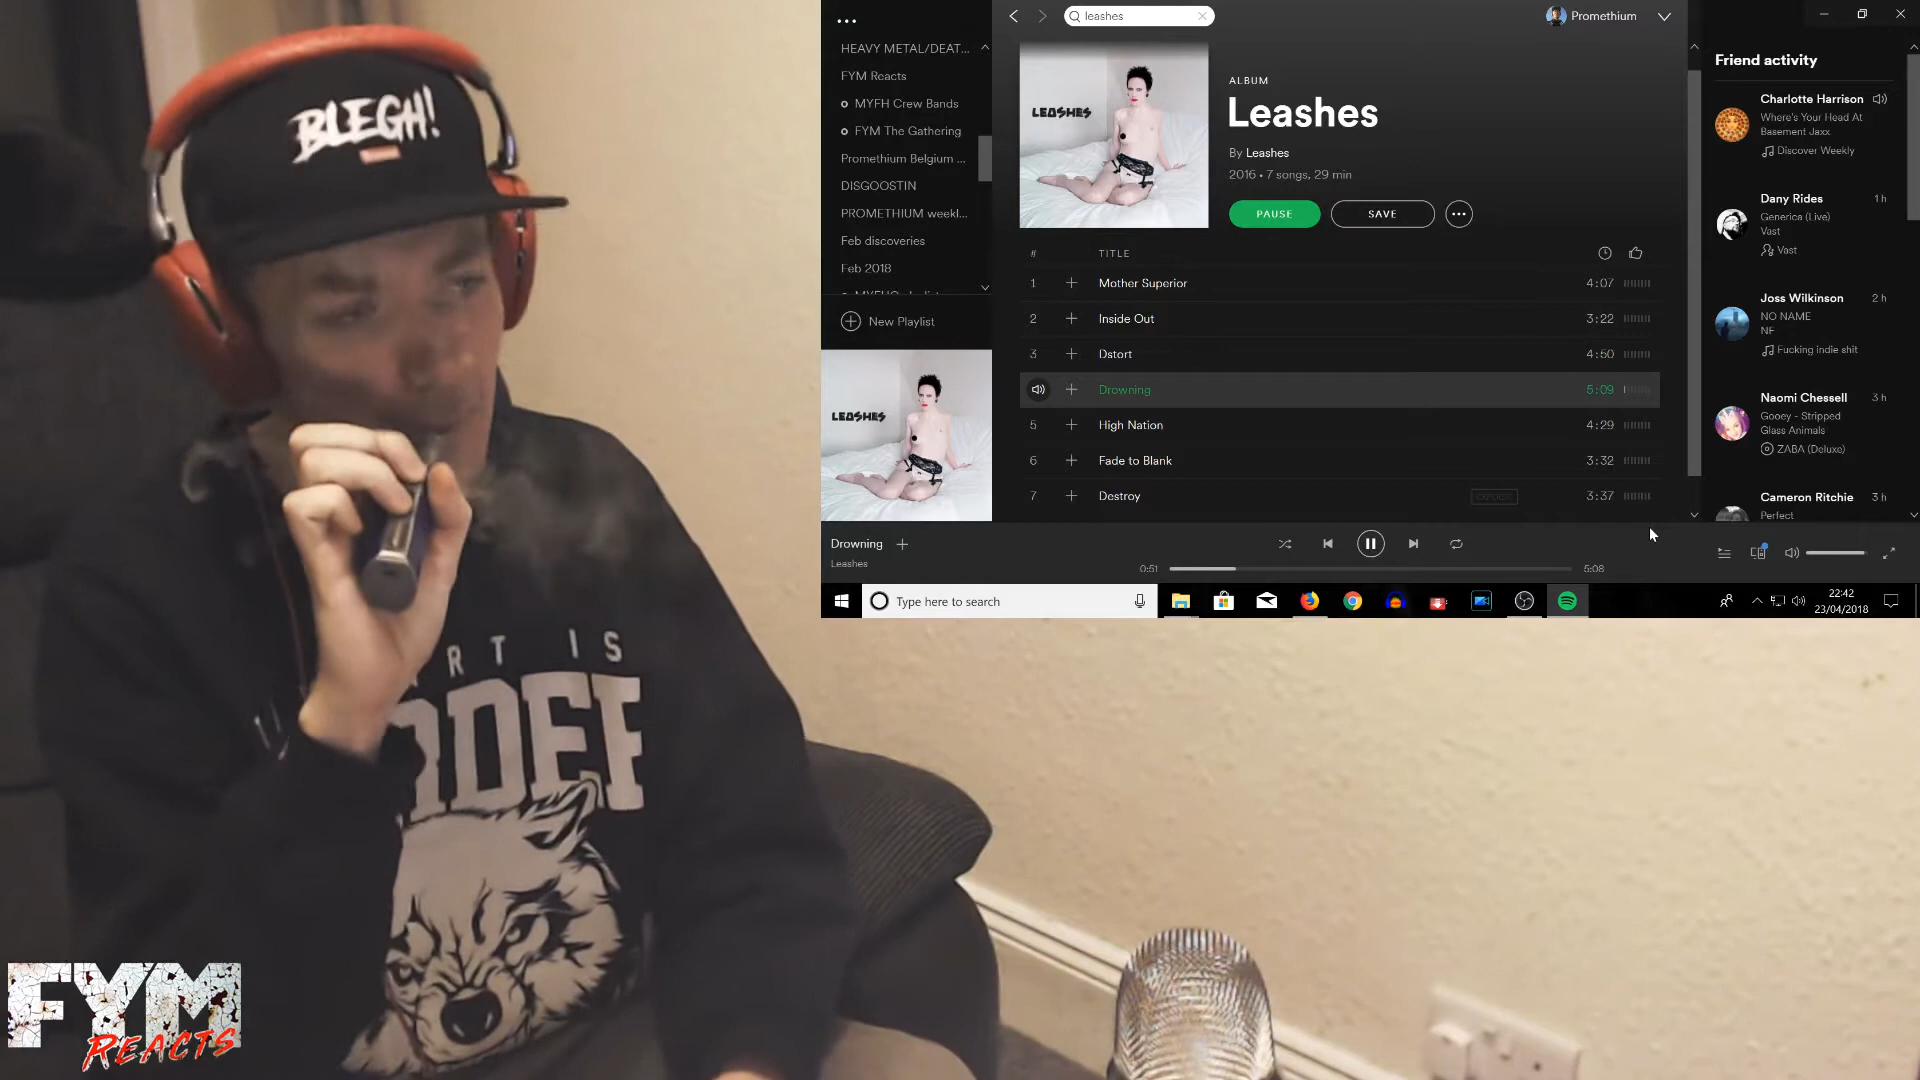 BLEGH!
RT IS
FYM
REACTS
leashes
Promethium
HEAVY METAL/DEAT...
FYM Reacts
MYFH Crew Bands
FYM The Gathering
Promethium Belgium ...
DISGOOSTIN
PROMETHIUM weekl...
Feb discoveries
Feb 2018
New Playlist
LEASHES
LEASHES
ALBUM
Leashes
By Leashes
2016 • 7 songs, 29 min
PAUSE
SAVE
# TITLE
1 Mother Superior 4:07
2 Inside Out 3:22
3 Dstort 4:50
Drowning 5:09
5 High Nation 4:29
6 Fade to Blank 3:32
7 Destroy EXPLICIT 3:37
Friend activity
Charlotte Harrison
Where's Your Head At
Basement Jaxx
Discover Weekly
Dany Rides 1 h
Generica (Live)
Vast
Vast
Joss Wilkinson 2 h
NO NAME
NF
Fucking indie shit
Naomi Chessell 3 h
Gooey - Stripped
Glass Animals
ZABA (Deluxe)
Cameron Ritchie 3 h
Perfect
Drowning
Leashes
0:51
5:08
Type here to search
22:42
23/04/2018